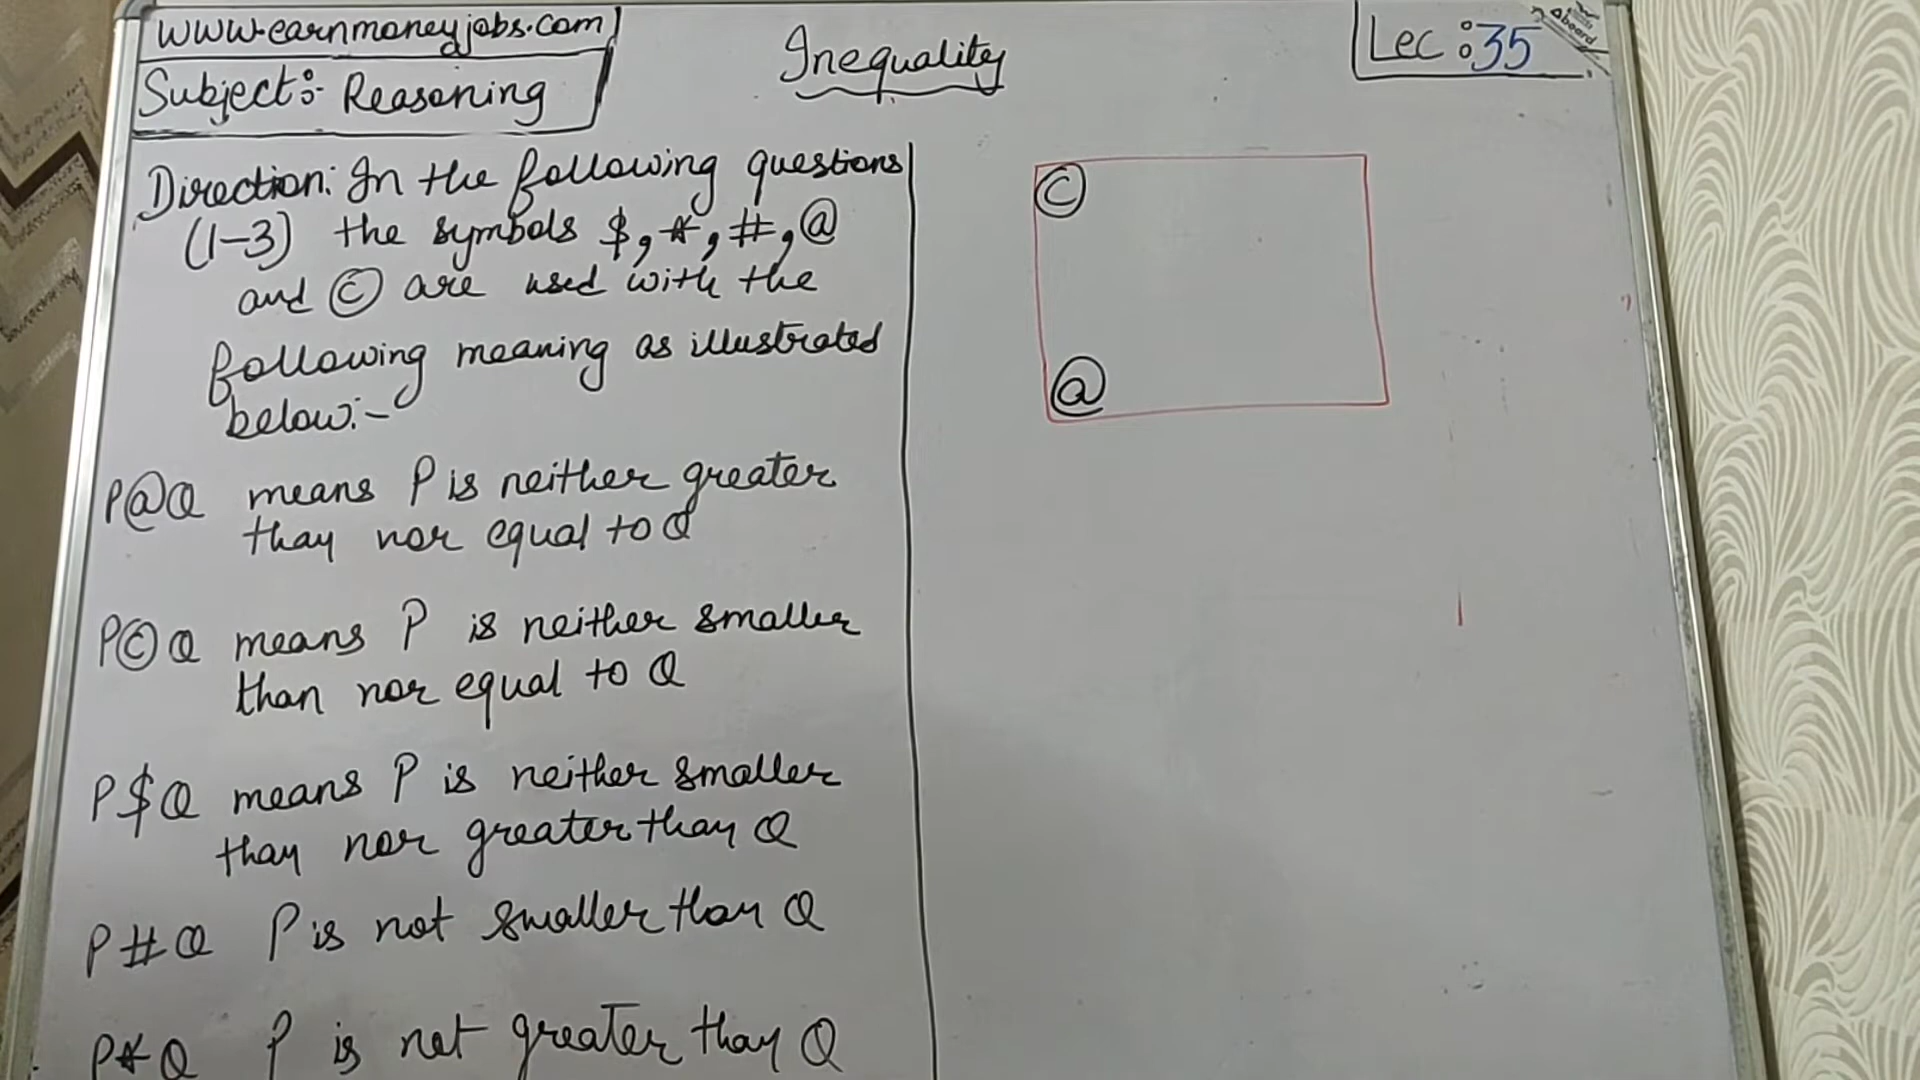 www.earnmoneyjobs.com
Subject:- Reasoning
Inequality
Lec : 35
Aboard
Direction: In the following questions
(1-3) the symbols $, *, #, @
and © are used with the
following meaning as illustrated
below:-
P@Q means P is neither greater
than nor equal to Q
P©Q means P is neither smaller
than nor equal to Q
P$Q means P is neither smaller
than nor greater than Q
P#Q P is not smaller than Q
P*Q P is not greater than Q
©
@